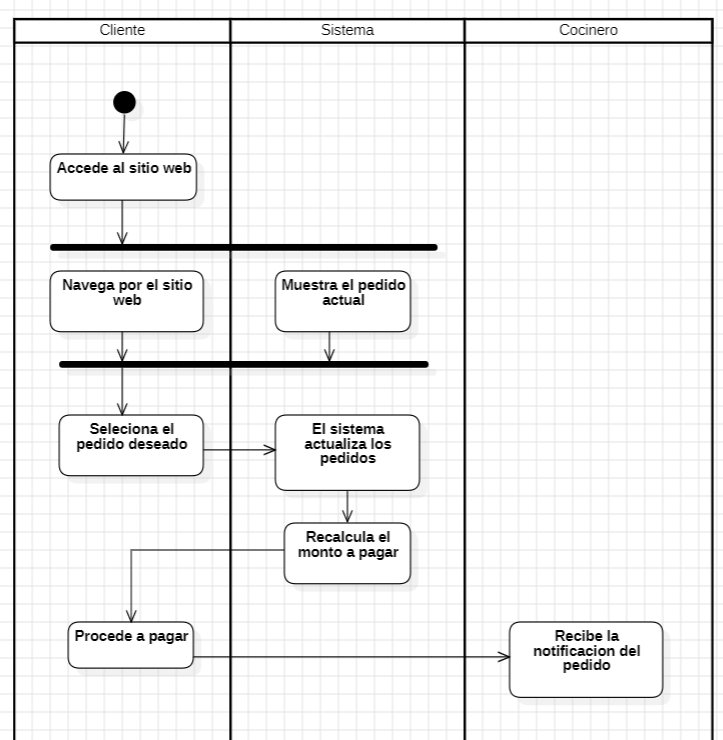 Cliente
Sistema
Cocinero
Accede al sitio web
Navega por el sitio
web
Muestra el pedido
actual
Seleciona el
pedido deseado
El sistema
actualiza los
pedidos
Recalcula el
monto a pagar
Procede a pagar
Recibe la
notificacion del
pedido